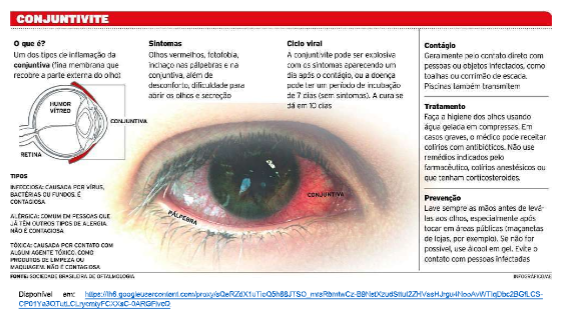 CONJUNTIVITE
O que é?
Um dos tipos de inflamação da
conjuntiva (fina membrana que
recobre a parte externa do olho)
HUMOR
VÍTREO
CONJUNTIVA
RETINA
TIPOS
INFECCIOSA: CAUSADA POR VÍRUS,
BACTÉRIAS OU FUNGOS. É
CONTAGIOSA
ALÉRGICA: COMUM EM PESSOAS QUE
JÁ TÊM OUTROS TIPOS DE ALERGIA.
NÃO É CONTAGIOSA
TÓXICA: CAUSADA POR CONTATO COM
ALGUM AGENTE TÓXICO, COMO
PRODUTOS DE LIMPEZA OU
MAQUIAGEM. NÃO É CONTAGIOSA
Sintomas
Olhos vermelhos, fotofobia,
inchaço nas pálpebras e na
conjuntiva, além de
desconforto, dificuldade para
abrir os olhos e secreção
Ciclo viral
A conjuntivite pode ser explosiva
com os sintomas aparecendo um
dia após o contágio, ou a doença
pode ter um período de incubação
de 7 dias (sem sintomas). A cura se
dá em 10 dias
PÁLPEBRA
CONJUNTIVA
Contágio
Geralmente pelo contato direto com
pessoas ou objetos infectados, como
toalhas ou corrimão de escada.
Piscinas também transmitem
Tratamento
Faça a higiene dos olhos usando
água gelada em compressas. Em
casos graves, o médico pode receitar
colírios com antibióticos. Não use
remédios indicados pelo
farmacêutico, colírios anestésicos ou
que tenham corticosteroides.
Prevenção
Lave sempre as mãos antes de levá-
las aos olhos, especialmente após
tocar em áreas públicas (maçanetas
de lojas, por exemplo). Se não for
possível, use álcool em gel. Evite o
contato com pessoas infectadas
FONTE: SOCIEDADE BRASILEIRA DE OFTALMOLOGIA
INFOGRÁFICO/AE
Disponível em: